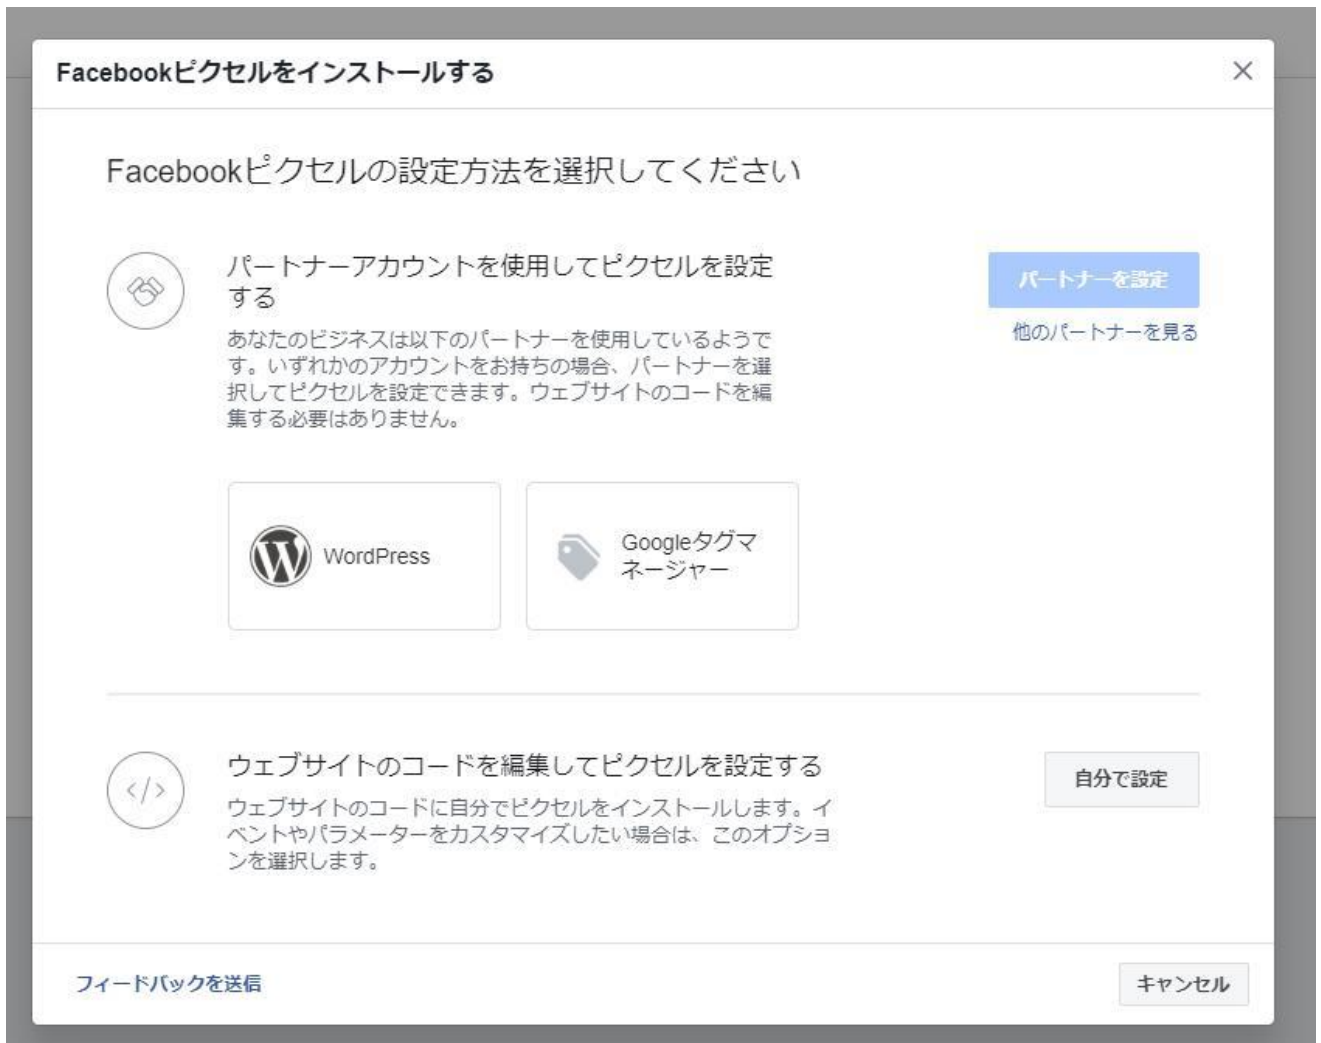 Facebookピクセルをインストールする
Facebookピクセルの設定方法を選択してください
パートナーアカウントを使用してピクセルを設定
する
あなたのビジネスは以下のパートナーを使用しているようで
す。いずれかのアカウントをお持ちの場合、パートナーを選
択してピクセルを設定できます。ウェブサイトのコードを編
集する必要はありません。
パートナーを設定
他のパートナーを見る
WordPress
Googleタグマ
ネージャー
ウェブサイトのコードを編集してピクセルを設定する
ウェブサイトのコードに自分でピクセルをインストールします。イ
ベントやパラメーターをカスタマイズしたい場合は、このオプショ
ンを選択します。
自分で設定
フィードバックを送信
キャンセル